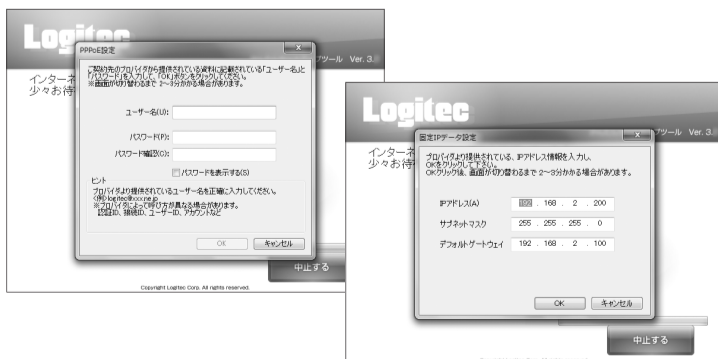 Logitec
PPPoE設定
プツール Ver. 3.
インターネ
少々お待
ご契約先のプロバイダから提供されている資料に記載されている「ユーザー名」と
「パスワード」を入力して、「OK」ボタンをクリックしてください。
※画面が切り替わるまで 2～3分かかる場合があります。
ユーザー名(U):
パスワード(P):
パスワード確認(C):
パスワードを表示する(S)
ヒント
プロバイダより提供されているユーザー名を正確に入力してください。
<例> logitec@xxx.ne.jp
※プロバイダによって呼び方が異なる場合があります。
認証ID、接続ID、ユーザーID、アカウントなど
OK キャンセル
中止する
Copyright Logitec Corp. All rights reserved.
Logitec
固定IPデータ設定
プツール Ver. 3
インターネ
少々お待
プロバイダより提供されている、IPアドレス情報を入力し、
OKをクリックして下さい。
OKクリック後、画面が切り替わるまで 2～3分かかる場合があります。
IPアドレス(A) 192 . 168 . 2 . 200
サブネットマスク 255 . 255 . 255 . 0
デフォルトゲートウェイ 192 . 168 . 2 . 100
OK キャンセル
中止する